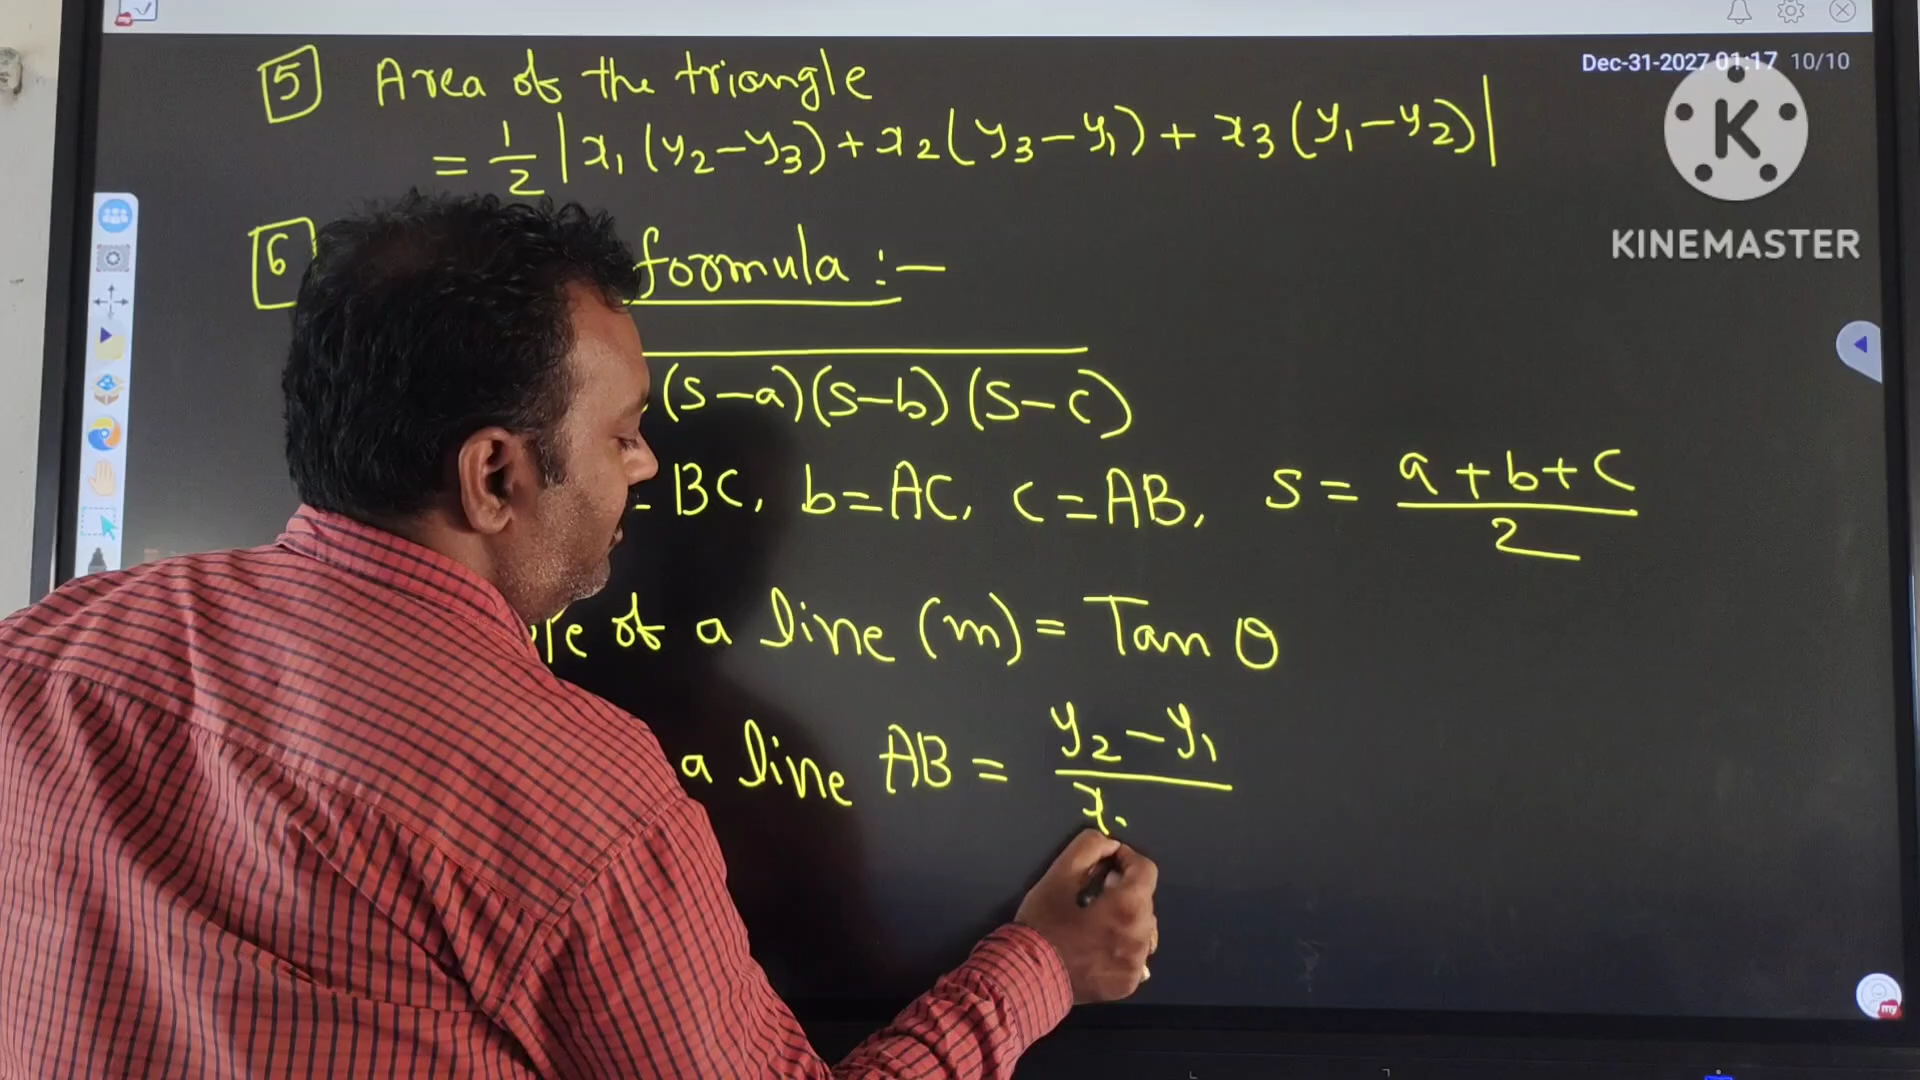 Dec-31-2027 01:17 10/10
K
KINEMASTER
5 Area of the triangle
= 1/2 |x₁(y₂-y₃)+x₂(y₃-y₁)+x₃(y₁-y₂)|
6 formula :-
(s-a)(s-b)(s-c)
= BC, b=AC, c=AB, s = a+b+c/2
of a line (m) = Tan θ
a line AB = y₂-y₁/x